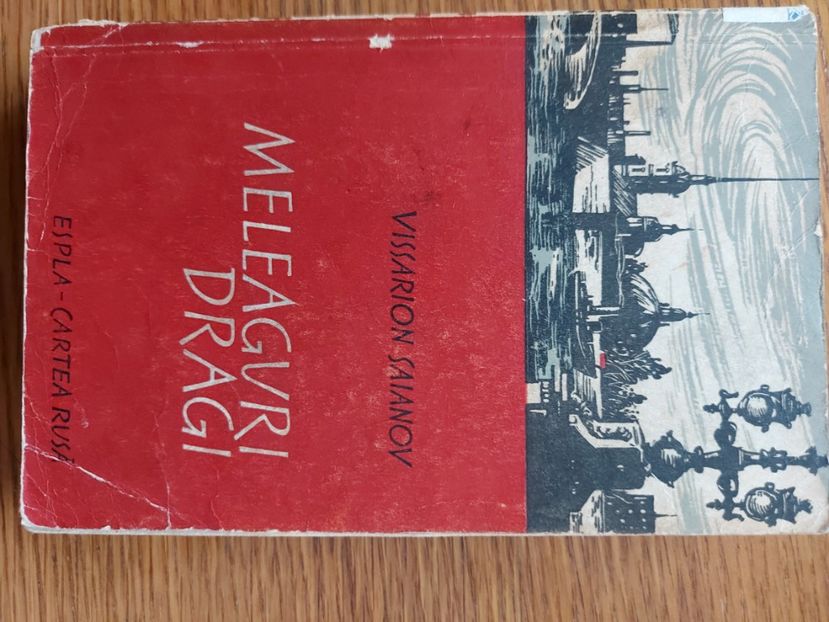 VISSARION SAIANOV
MELEAGURI
DRAGI
ESPLA - CARTEA RUSĂ